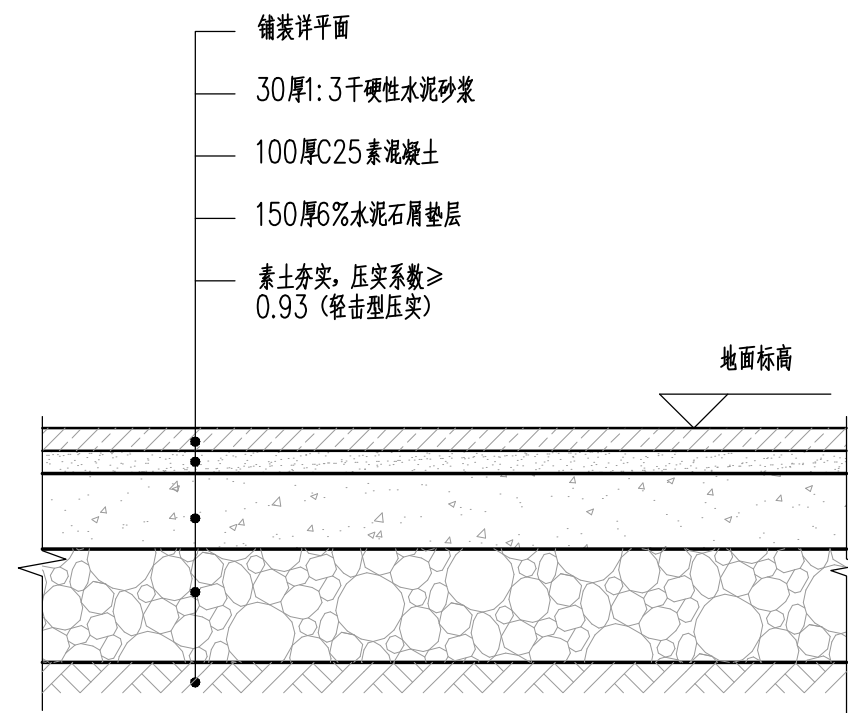 铺装详平面
30厚1:3干硬性水泥砂浆
100厚C25素混凝土
150厚6%水泥石屑垫层
素土夯实，压实系数≥
0.93（轻击型压实）
地面标高